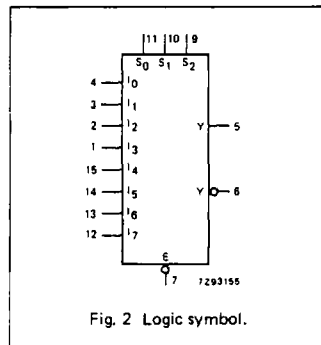 11 10 9
S0 S1 S2
4 I0
3 I1
2 I2 Y 5
1 I3
15 I4
14 I5 Y 6
13 I6
12 I7
E
7 7Z93155
Fig. 2 Logic symbol.